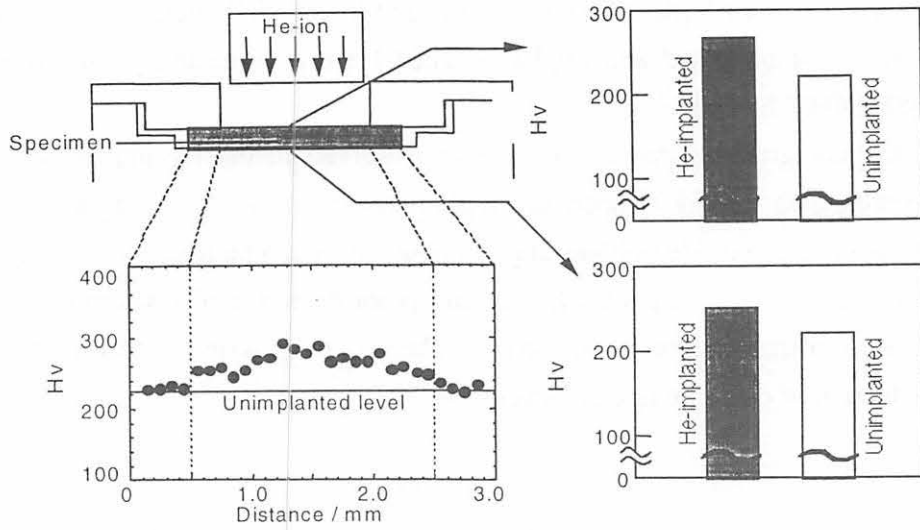 He-ion
Specimen
Hv
300
200
100
0
He-implanted
Unimplanted
Hv
400
300
200
100
Unimplanted level
0
1.0
2.0
3.0
Distance / mm
Hv
300
200
100
0
He-implanted
Unimplanted